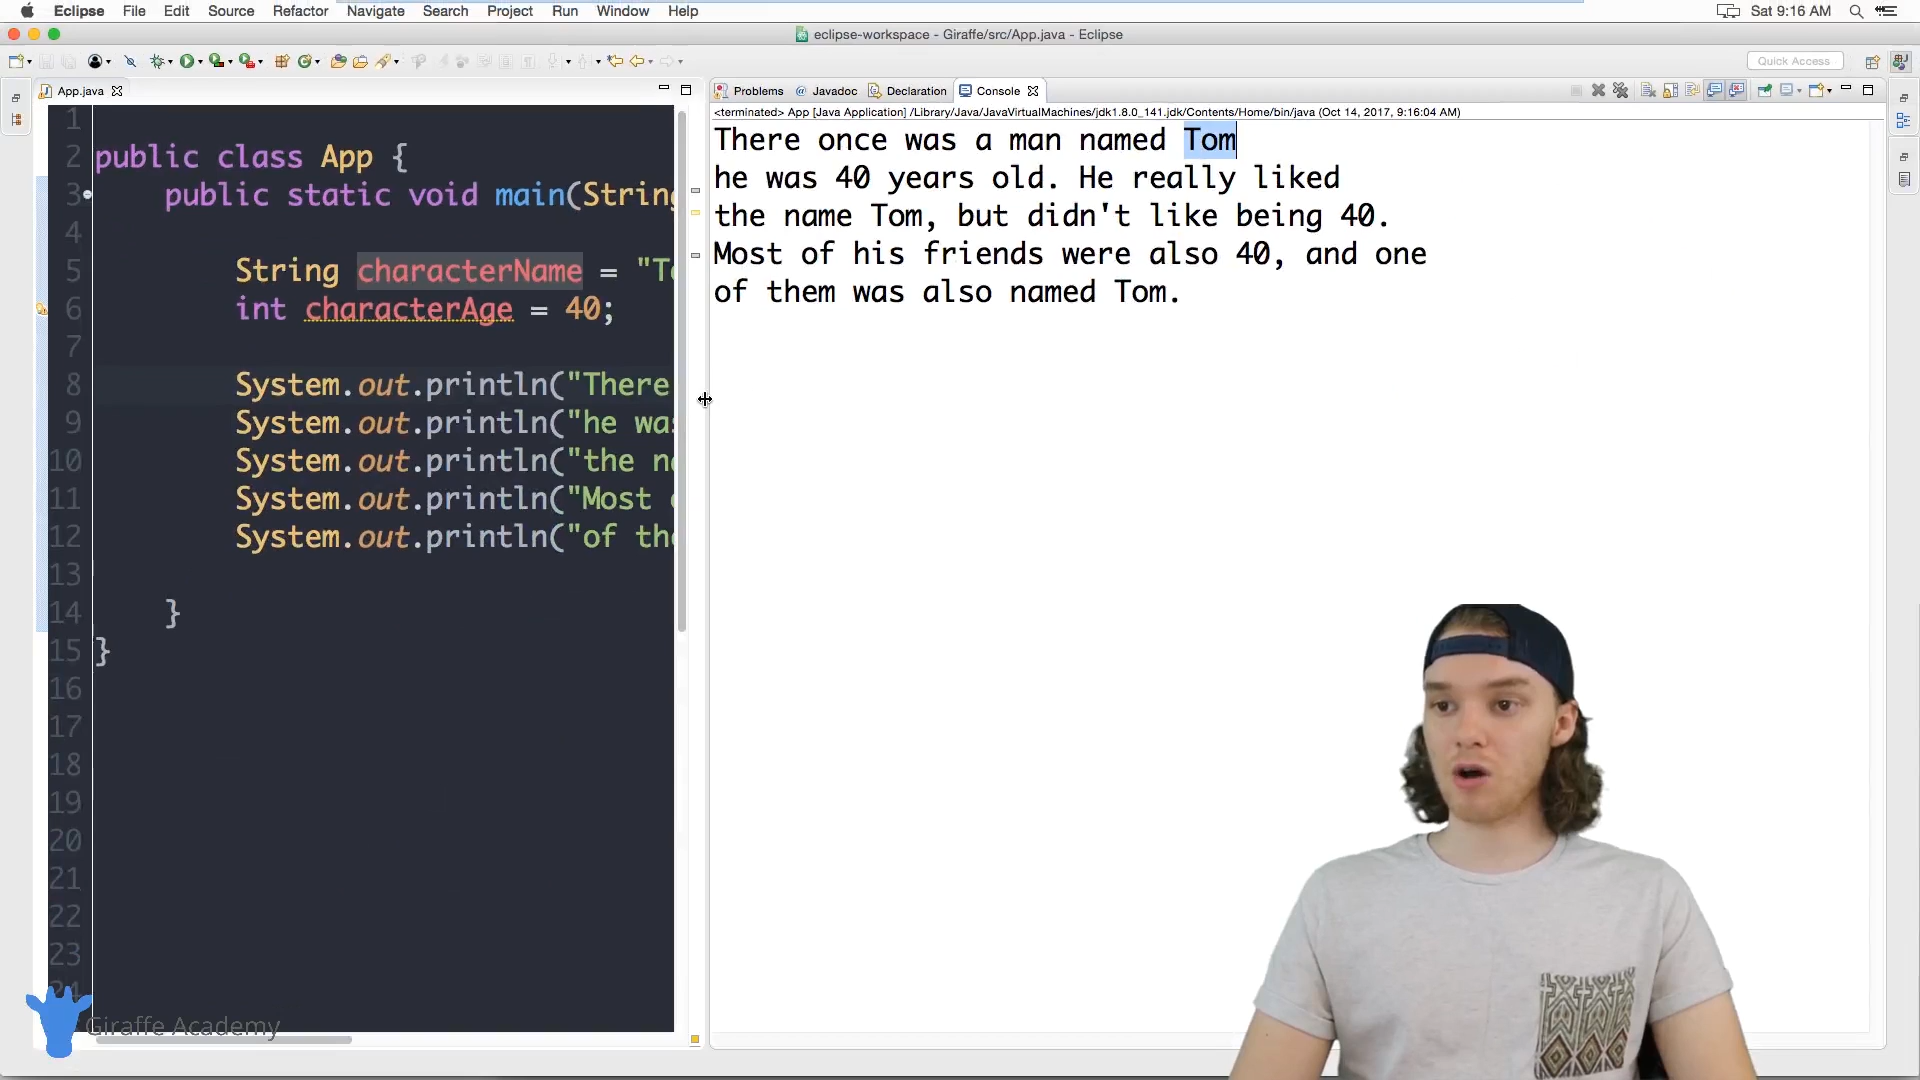 Eclipse File Edit Source Refactor Navigate Search Project Run Window Help Sat 9:16 AM
eclipse-workspace - Giraffe/src/App.java - Eclipse
Quick Access
App.java
1
2 public class App {
3 public static void main(String
4
5 String characterName = "To
6 int characterAge = 40;
7
8 System.out.println("There
9 System.out.println("he was
10 System.out.println("the na
11 System.out.println("Most o
12 System.out.println("of the
13
14 }
15 }
16
17
18
19
20
21
22
23
24
Giraffe Academy
Problems @ Javadoc Declaration Console
<terminated> App [Java Application] /Library/Java/JavaVirtualMachines/jdk1.8.0_141.jdk/Contents/Home/bin/java (Oct 14, 2017, 9:16:04 AM)
There once was a man named Tom
he was 40 years old. He really liked
the name Tom, but didn't like being 40.
Most of his friends were also 40, and one
of them was also named Tom.